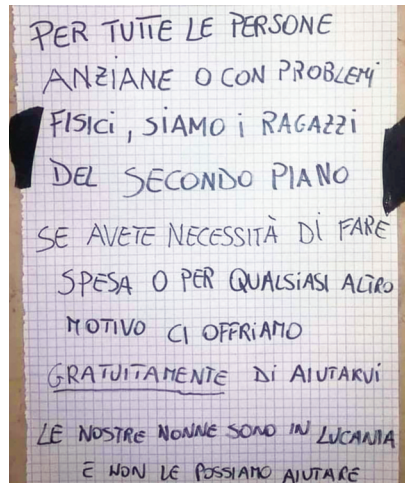 PER TUTTE LE PERSONE
ANZIANE O CON PROBLEMI
FISICI, SIAMO I RAGAZZI
DEL SECONDO PIANO
SE AVETE NECESSITÀ DI FARE
SPESA O PER QUALSIASI ALTRO
MOTIVO CI OFFRIAMO
GRATUITAMENTE DI AIUTARVI
LE NOSTRE NONNE SONO IN LUCANIA
E NON LE POSSIAMO AIUTARE